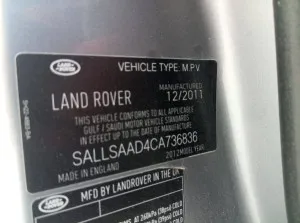 LAND ROVER
VEHICLE TYPE: M.P.V
MANUFACTURED
LAND ROVER 12/2011
THIS VEHICLE CONFORMS TO ALL APPLICABLE
GULF / SAUDI MOTOR VEHICLE STANDARDS
IN EFFECT UP TO THE DATE OF MANUFACTURE
SALLSAAD4CA736836
MADE IN ENGLAND 2012 MODEL YEAR
MFD BY LANDROVER IN THE UK